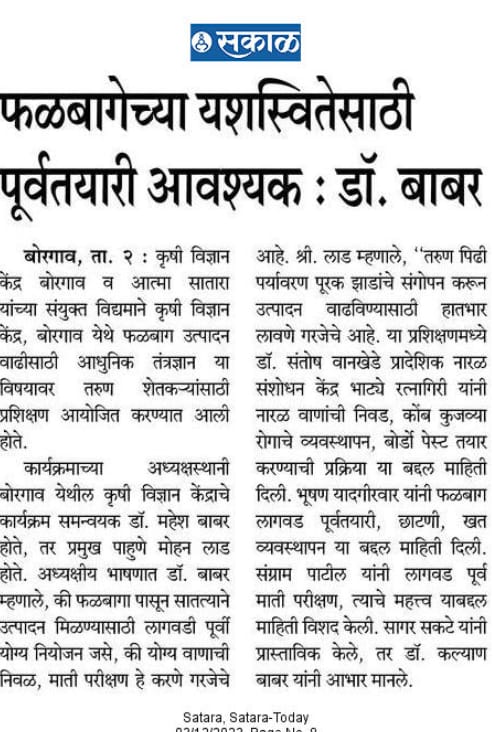 सकाळ
फळबागेच्या यशस्वितेसाठी
पूर्वतयारी आवश्यक : डॉ. बाबर
बोरगाव, ता. २ : कृषी विज्ञान
केंद्र बोरगाव व आत्मा सातारा
यांच्या संयुक्त विद्यमाने कृषी विज्ञान
केंद्र, बोरगाव येथे फळबाग उत्पादन
वाढीसाठी आधुनिक तंत्रज्ञान या
विषयावर तरुण शेतकऱ्यांसाठी
प्रशिक्षण आयोजित करण्यात आली
होते.
कार्यक्रमाच्या अध्यक्षस्थानी
बोरगाव येथील कृषी विज्ञान केंद्राचे
कार्यक्रम समन्वयक डॉ. महेश बाबर
होते, तर प्रमुख पाहुणे मोहन लाड
होते. अध्यक्षीय भाषणात डॉ. बाबर
म्हणाले, की फळबागा पासून सातत्याने
उत्पादन मिळण्यासाठी लागवडी पूर्वी
योग्य नियोजन जसे, की योग्य वाणाची
निवळ, माती परीक्षण हे करणे गरजेचे
आहे. श्री. लाड म्हणाले, ‘‘तरुण पिढी
पर्यावरण पूरक झाडांचे संगोपन करून
उत्पादन वाढविण्यासाठी हातभार
लावणे गरजेचे आहे. या प्रशिक्षणमध्ये
डॉ. संतोष वानखेडे प्रादेशिक नारळ
संशोधन केंद्र भाट्ये रत्नागिरी यांनी
नारळ वाणांची निवड, कोंब कुजव्या
रोगाचे व्यवस्थापन, बोर्डो पेस्ट तयार
करण्याची प्रक्रिया या बद्दल माहिती
दिली. भूषण यादगीरवार यांनी फळबाग
लागवड पूर्वतयारी, छाटणी, खत
व्यवस्थापन या बद्दल माहिती दिली.
संग्राम पाटील यांनी लागवड पूर्व
माती परीक्षण, त्याचे महत्त्व याबद्दल
माहिती विशद केली. सागर सकटे यांनी
प्रास्ताविक केले, तर डॉ. कल्याण
बाबर यांनी आभार मानले.
Satara, Satara-Today